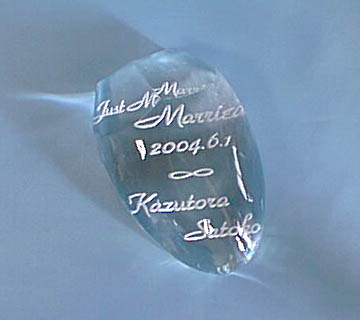 Just Married
2004.6.1
Kazutora
Satoko